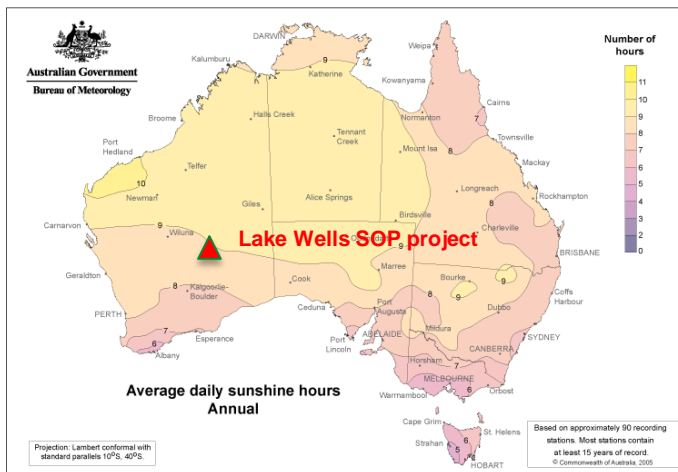 Australian Government
Bureau of Meteorology
Number of
hours
11
10
9
8
7
6
5
4
3
2
1
0
DARWIN
Weipa
Kalumburu
Katherine
9
Kowanyama
Cairns
7
Halls Creek
Normanton
Broome
Tennant
Creek
8
Townsville
Mount Isa
Port
Hedland
Mackay
Telfer
10
Longreach
Newman
Alice Springs
Rockhampton
Giles
8
Birdsville
Carnarvon
9
Charleville
Wiluna
Lake Wells SOP project
9
BRISBANE
Marree
Geraldton
Cook
Bourke
9
8
Coffs
Harbour
Kalgoorlie-
Boulder
Ceduna
Port
Augusta
8
9
Dubbo
PERTH
7
Esperance
ADELAIDE
Mildura
SYDNEY
6
Port
Lincoln
CANBERRA
Albany
Horsham
7
MELBOURNE
Warrnambool
6
Orbost
Average daily sunshine hours
Annual
Cape Grim
St. Helens
Strahan
6
5
HOBART
Projection: Lambert conformal with
standard parallels 10°S, 40°S.
Based on approximately 90 recording
stations. Most stations contain
at least 15 years of record.
© Commonwealth of Australia, 2005